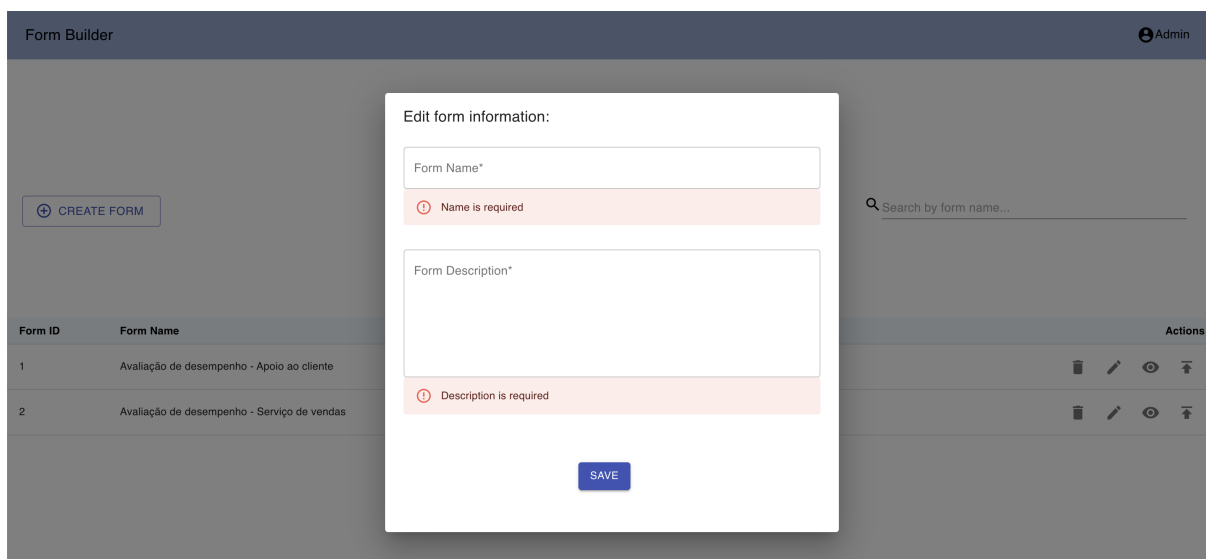 Form Builder
Admin
Edit form information:
Form Name*
Name is required
CREATE FORM
Search by form name...
Form Description*
Description is required
Form ID Form Name Actions
1 Avaliação de desempenho - Apoio ao cliente
2 Avaliação de desempenho - Serviço de vendas
SAVE